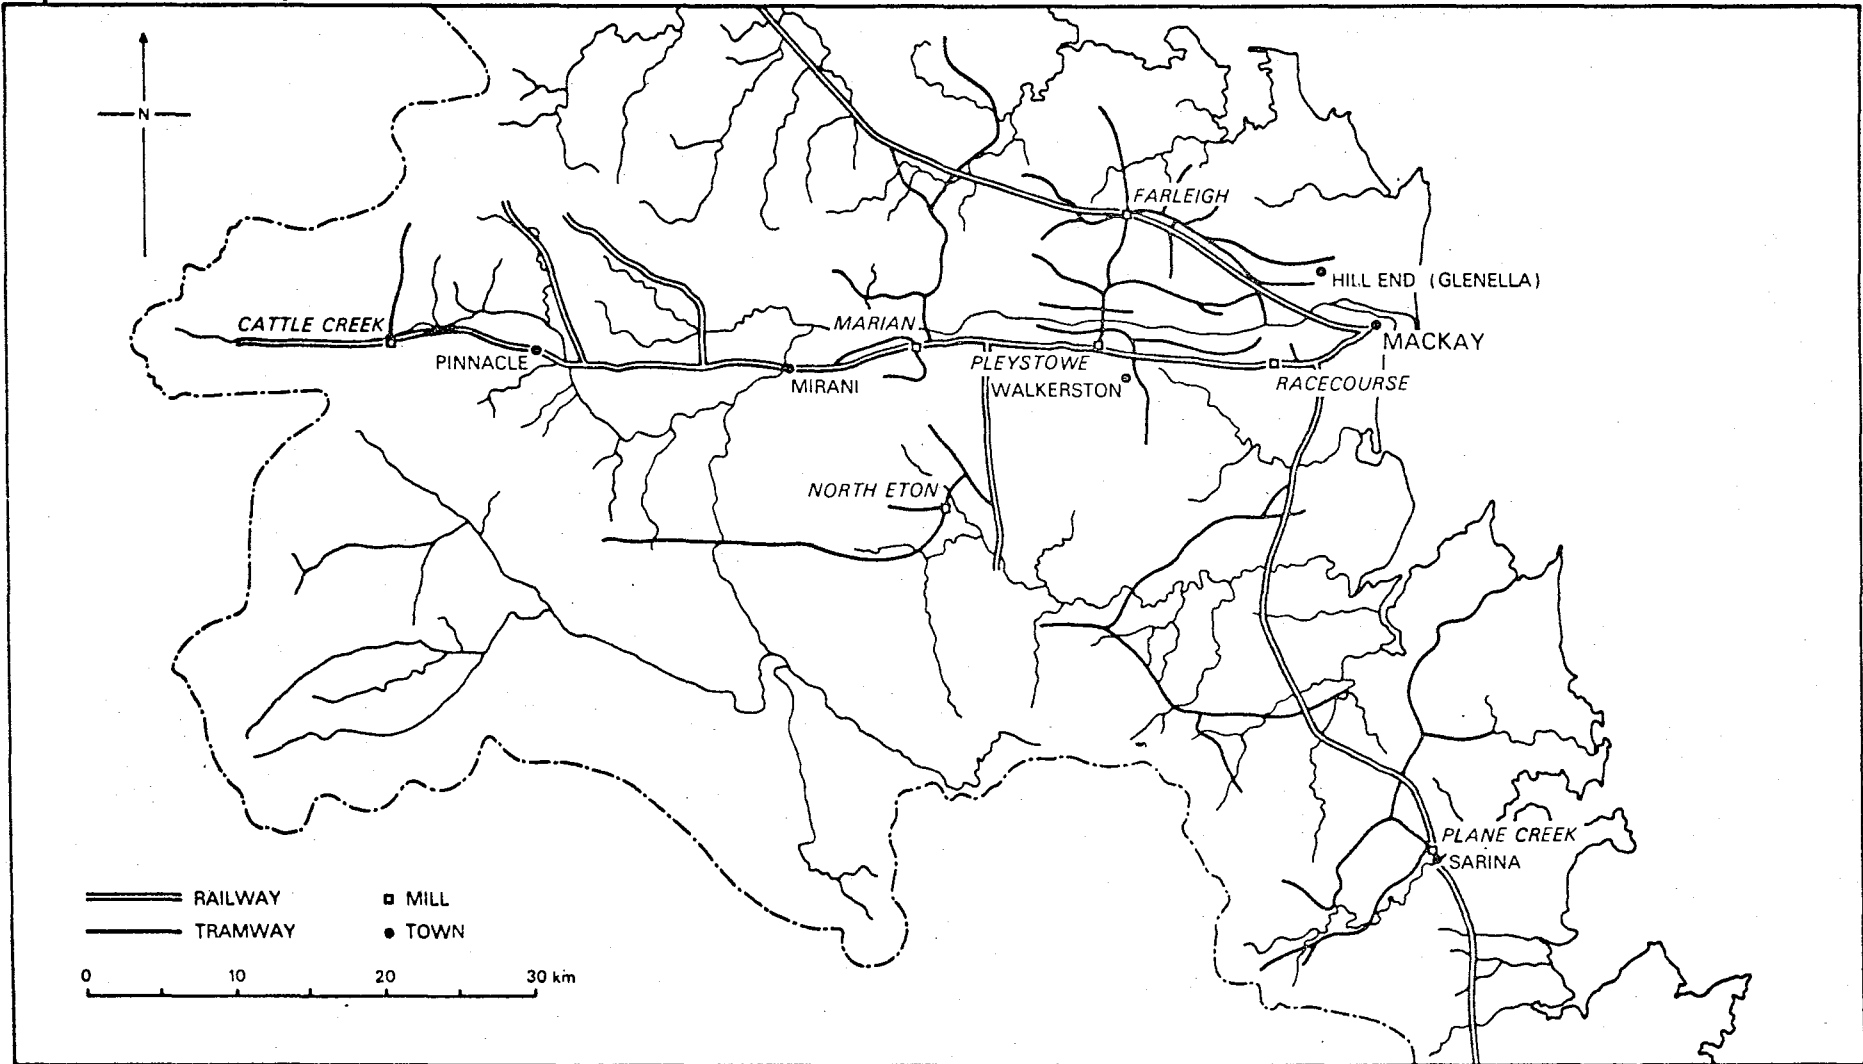 N
FARLEIGH
HILL END (GLENELLA)
CATTLE CREEK
MARIAN
MACKAY
PINNACLE
PLEYSTOWE
MIRANI
WALKERSTON
RACECOURSE
NORTH ETON
PLANE CREEK
SARINA
RAILWAY
MILL
TRAMWAY
TOWN
0 10 20 30 km